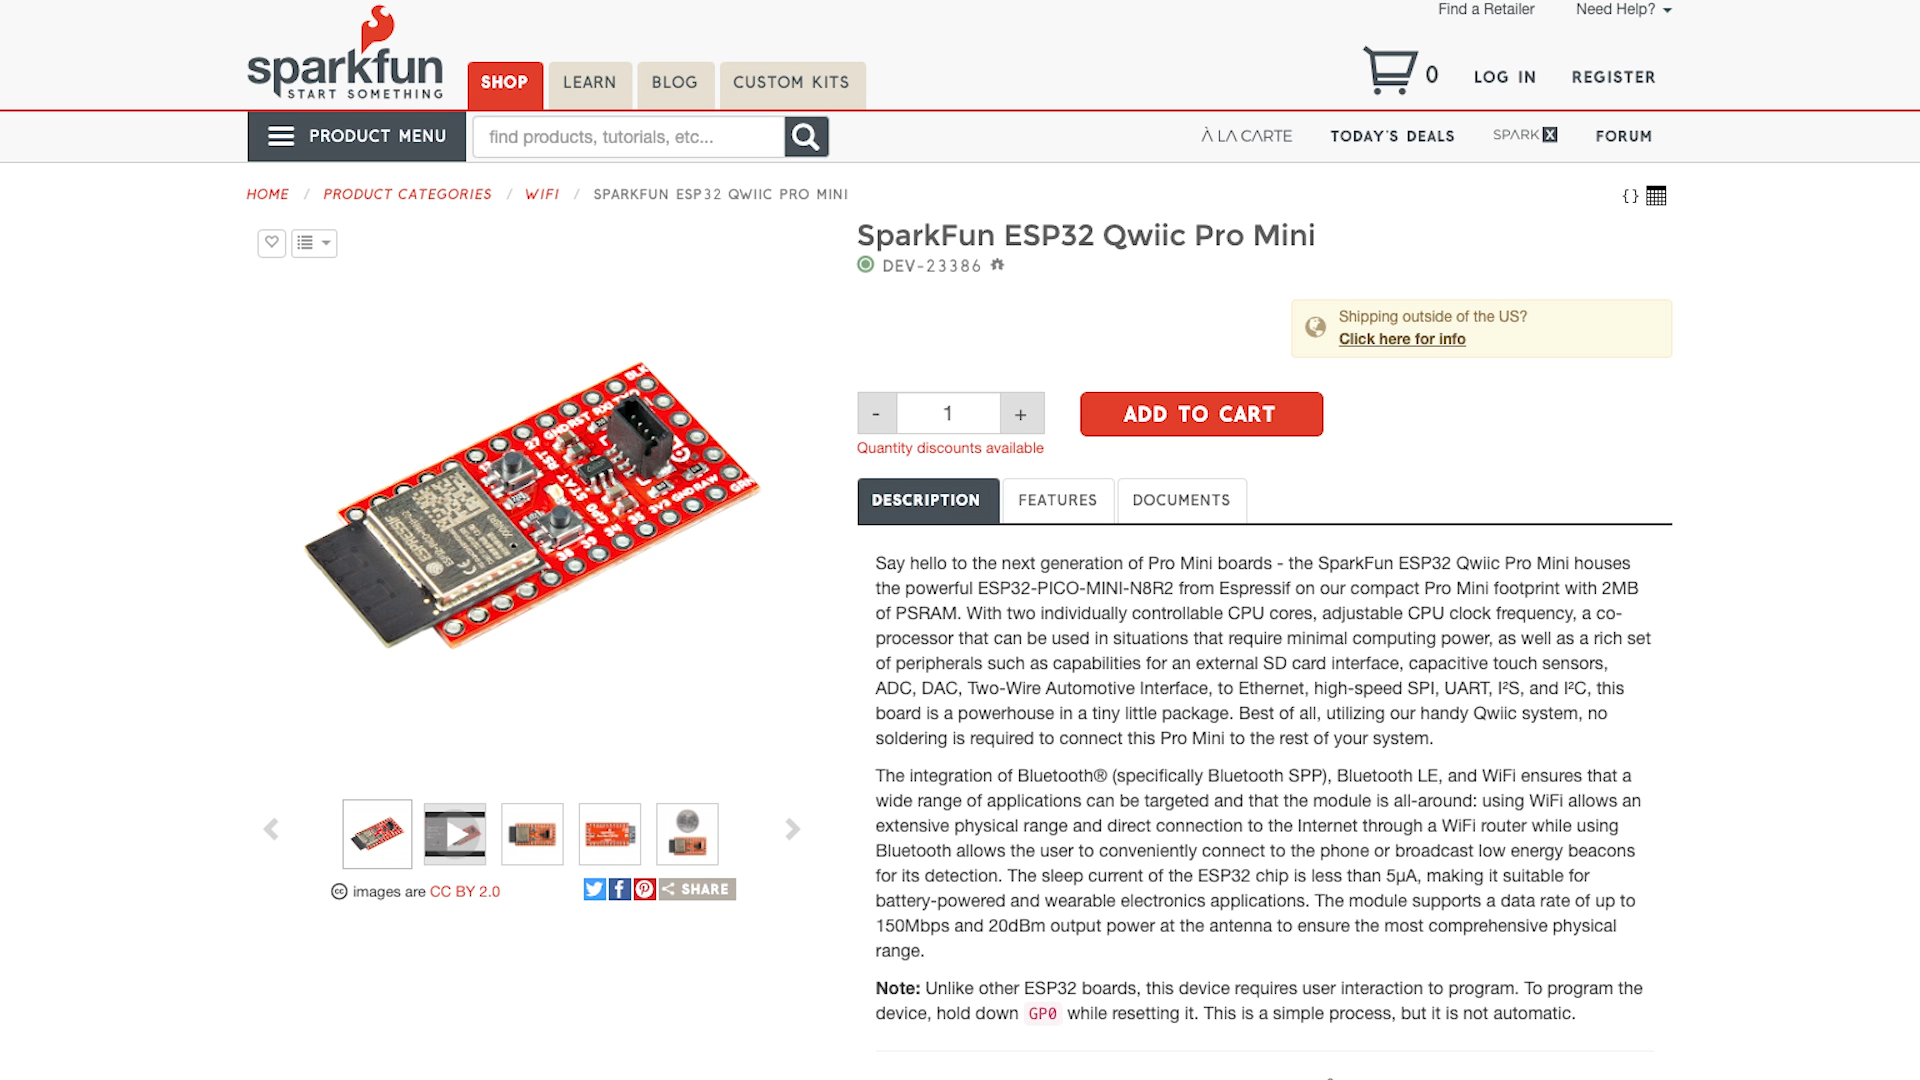 Find a Retailer
Need Help?
sparkfun
START SOMETHING
SHOP
LEARN
BLOG
CUSTOM KITS
0
LOG IN
REGISTER
PRODUCT MENU
find products, tutorials, etc...
À LA CARTE
TODAY'S DEALS
SPARK X
FORUM
HOME / PRODUCT CATEGORIES / WIFI / SPARKFUN ESP32 QWIIC PRO MINI
{ }
SparkFun ESP32 Qwiic Pro Mini
DEV-23386
Shipping outside of the US?
Click here for info
- 1 +
ADD TO CART
Quantity discounts available
DESCRIPTION
FEATURES
DOCUMENTS
BLK
27 GND RST RXI
RST
STAT
GP0
VCC GND RAW
GRN
ESPRESSIF
Say hello to the next generation of Pro Mini boards - the SparkFun ESP32 Qwiic Pro Mini houses
the powerful ESP32-PICO-MINI-N8R2 from Espressif on our compact Pro Mini footprint with 2MB
of PSRAM. With two individually controllable CPU cores, adjustable CPU clock frequency, a co-
processor that can be used in situations that require minimal computing power, as well as a rich set
of peripherals such as capabilities for an external SD card interface, capacitive touch sensors,
ADC, DAC, Two-Wire Automotive Interface, to Ethernet, high-speed SPI, UART, I²S, and I²C, this
board is a powerhouse in a tiny little package. Best of all, utilizing our handy Qwiic system, no
soldering is required to connect this Pro Mini to the rest of your system.
The integration of Bluetooth® (specifically Bluetooth SPP), Bluetooth LE, and WiFi ensures that a
wide range of applications can be targeted and that the module is all-around: using WiFi allows an
extensive physical range and direct connection to the Internet through a WiFi router while using
Bluetooth allows the user to conveniently connect to the phone or broadcast low energy beacons
for its detection. The sleep current of the ESP32 chip is less than 5µA, making it suitable for
battery-powered and wearable electronics applications. The module supports a data rate of up to
150Mbps and 20dBm output power at the antenna to ensure the most comprehensive physical
range.
Note: Unlike other ESP32 boards, this device requires user interaction to program. To program the
device, hold down GP0 while resetting it. This is a simple process, but it is not automatic.
cc images are CC BY 2.0
SHARE